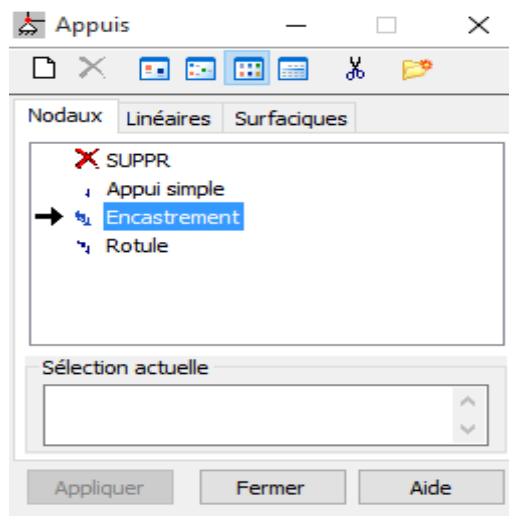 Appuis
Nodaux Linéaires Surfaciques
SUPPR
Appui simple
Encastrement
Rotule
Sélection actuelle
Appliquer Fermer Aide